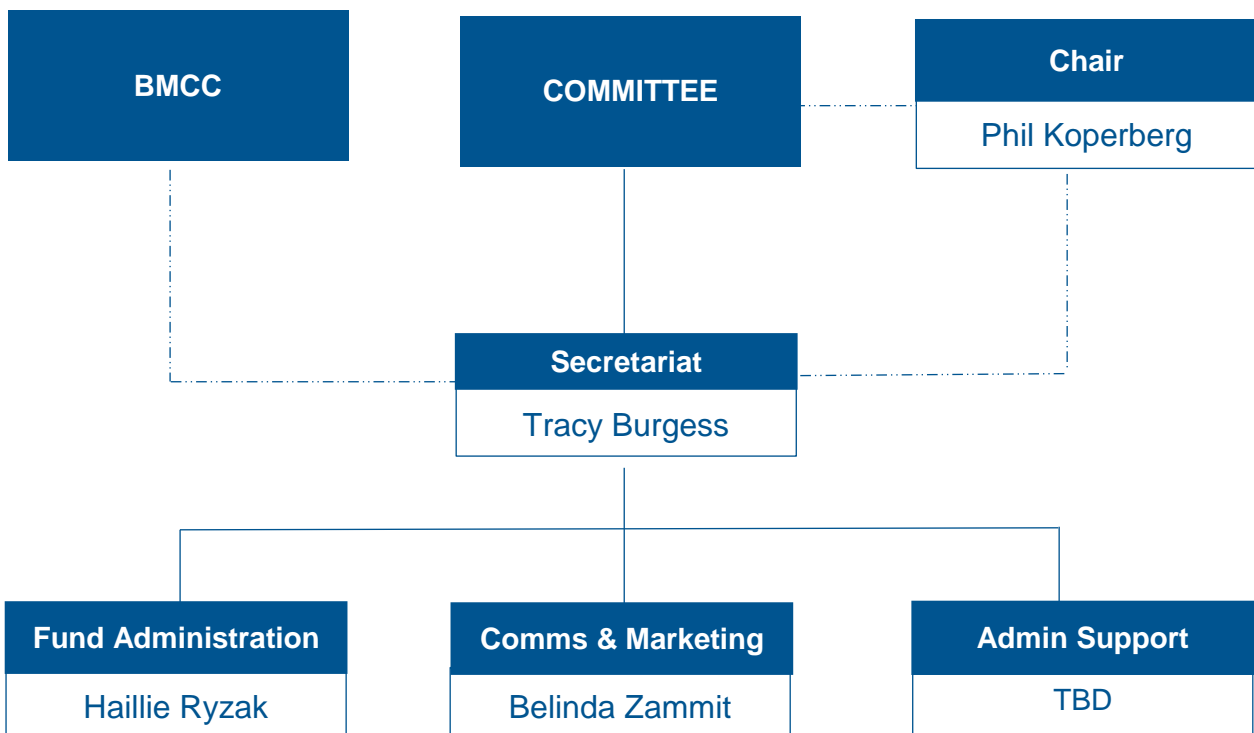 BMCC
COMMITTEE
Chair
Phil Koperberg
Secretariat
Tracy Burgess
Fund Administration
Haillie Ryzak
Comms & Marketing
Belinda Zammit
Admin Support
TBD